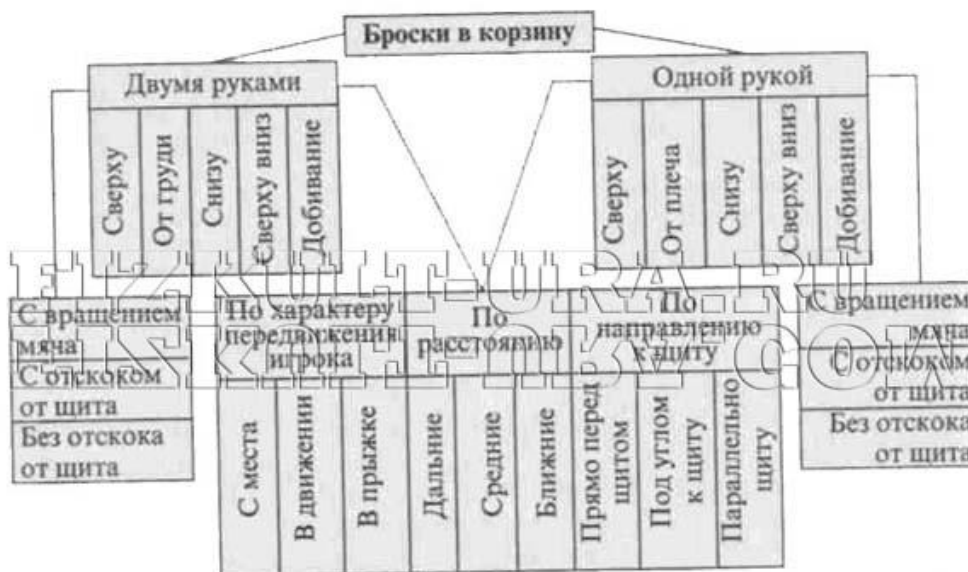 Броски в корзину
Двумя руками
Сверху
От груди
Снизу
Сверху вниз
Добивание
Одной рукой
Сверху
От плеча
Снизу
Сверху вниз
Добивание
С вращением
мяча
С отскоком
от щита
Без отскока
от щита
По характеру
передвижения
игрока
С места
В движении
В прыжке
По
расстоянию
Дальние
Средние
Ближние
По
направлению
к щиту
Прямо перед
щитом
Под углом
к щиту
Параллельно
щиту
С вращением
мяча
С отскоком
от щита
Без отскока
от щита